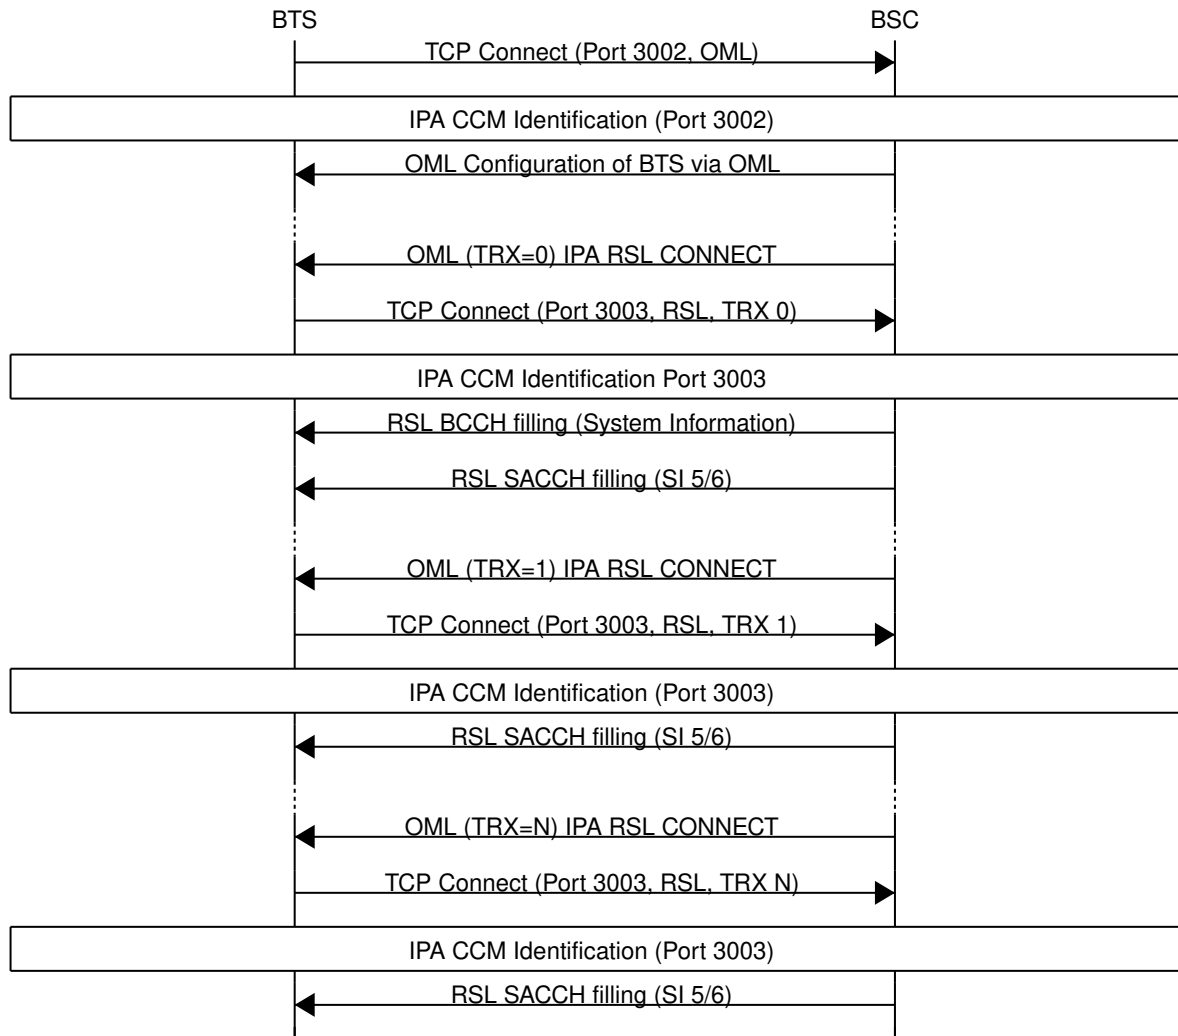 BTS BSC
TCP Connect (Port 3002, OML)
IPA CCM Identification (Port 3002)
OML Configuration of BTS via OML
OML (TRX=0) IPA RSL CONNECT
TCP Connect (Port 3003, RSL, TRX 0)
IPA CCM Identification Port 3003
RSL BCCH filling (System Information)
RSL SACCH filling (SI 5/6)
OML (TRX=1) IPA RSL CONNECT
TCP Connect (Port 3003, RSL, TRX 1)
IPA CCM Identification (Port 3003)
RSL SACCH filling (SI 5/6)
OML (TRX=N) IPA RSL CONNECT
TCP Connect (Port 3003, RSL, TRX N)
IPA CCM Identification (Port 3003)
RSL SACCH filling (SI 5/6)